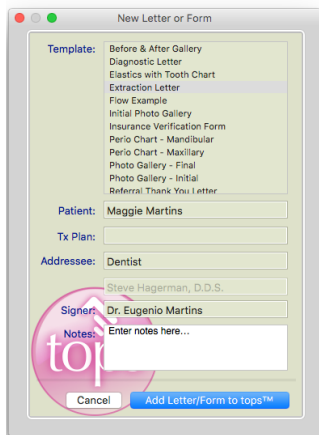 New Letter or Form
Template:
Before & After Gallery
Diagnostic Letter
Elastics with Tooth Chart
Extraction Letter
Flow Example
Initial Photo Gallery
Insurance Verification Form
Perio Chart - Mandibular
Perio Chart - Maxillary
Photo Gallery - Final
Photo Gallery - Initial
Referral Thank You Letter
Patient: Maggie Martins
Tx Plan:
Addressee: Dentist
Steve Hagerman, D.D.S.
Signer: Dr. Eugenio Martins
Notes: Enter notes here...
tops
Cancel Add Letter/Form to tops™